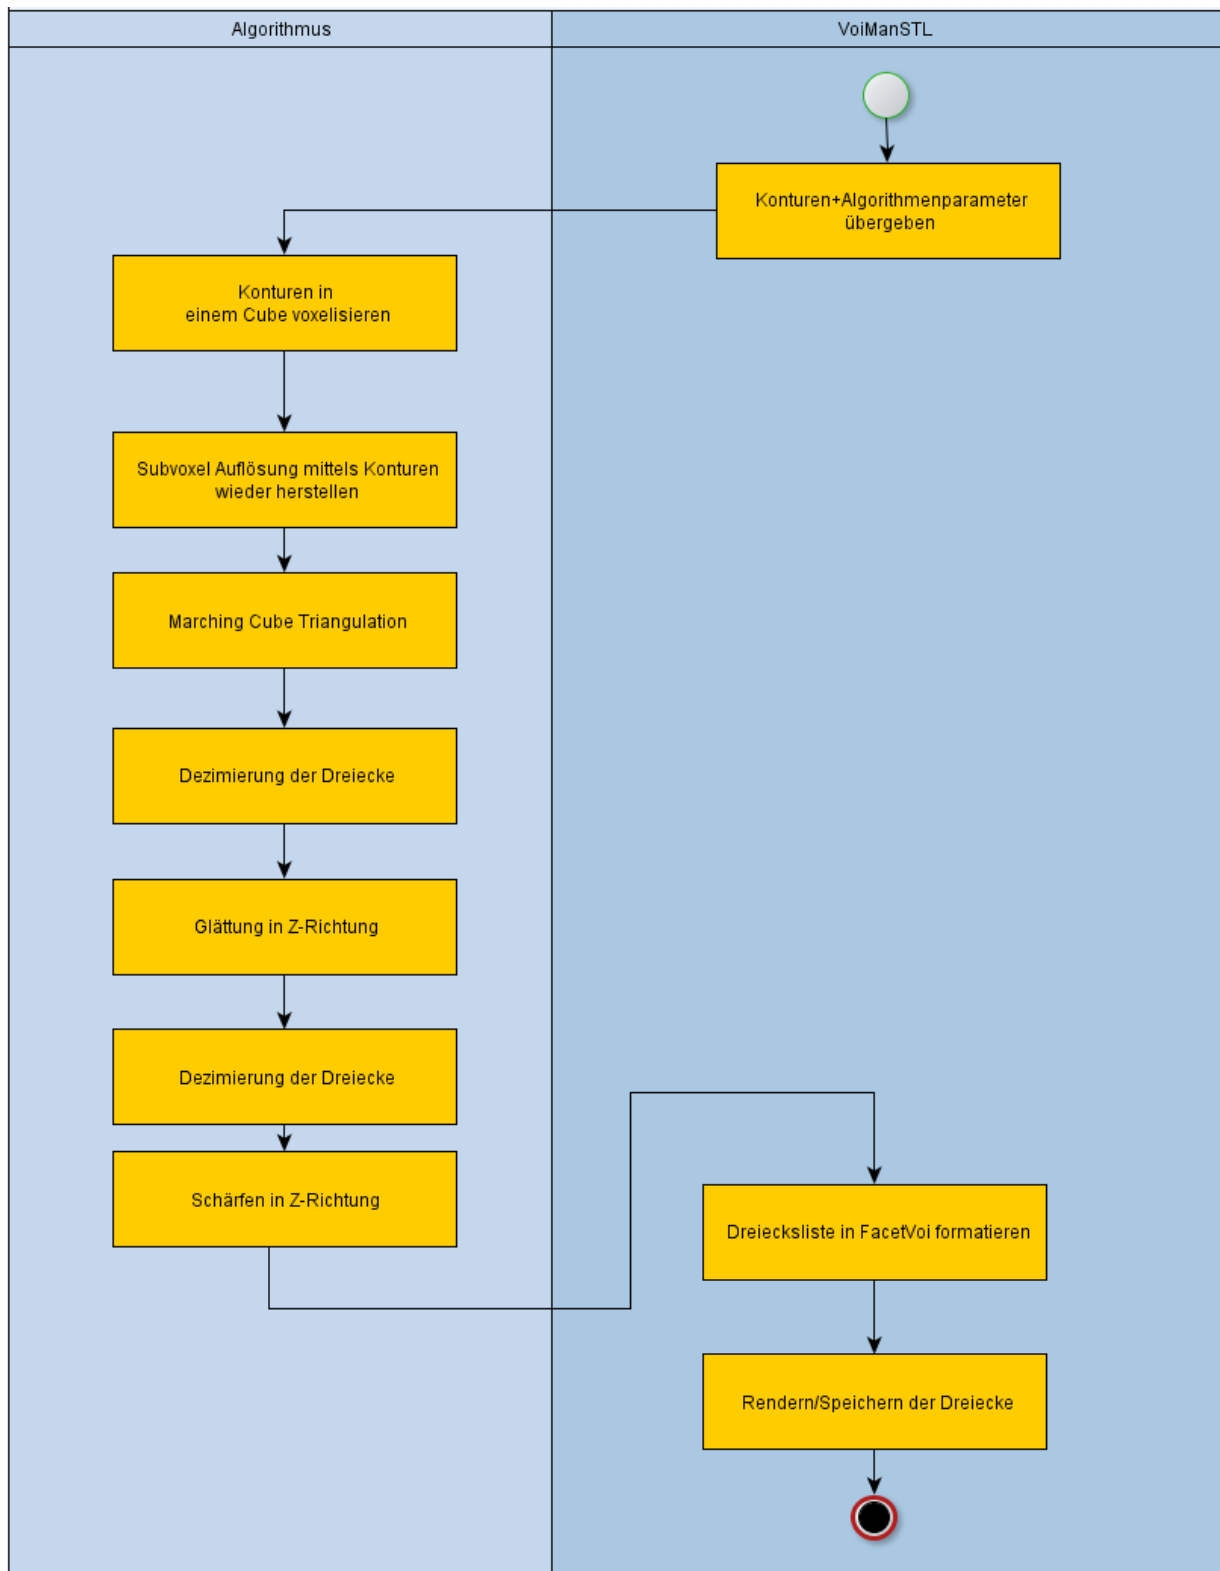 Algorithmus
VoiManSTL
Konturen+Algorithmenparameter
übergeben
Konturen in
einem Cube voxelisieren
Subvoxel Auflösung mittels Konturen
wieder herstellen
Marching Cube Triangulation
Dezimierung der Dreiecke
Glättung in Z-Richtung
Dezimierung der Dreiecke
Schärfen in Z-Richtung
Dreiecksliste in FacetVoi formatieren
Rendern/Speichern der Dreiecke